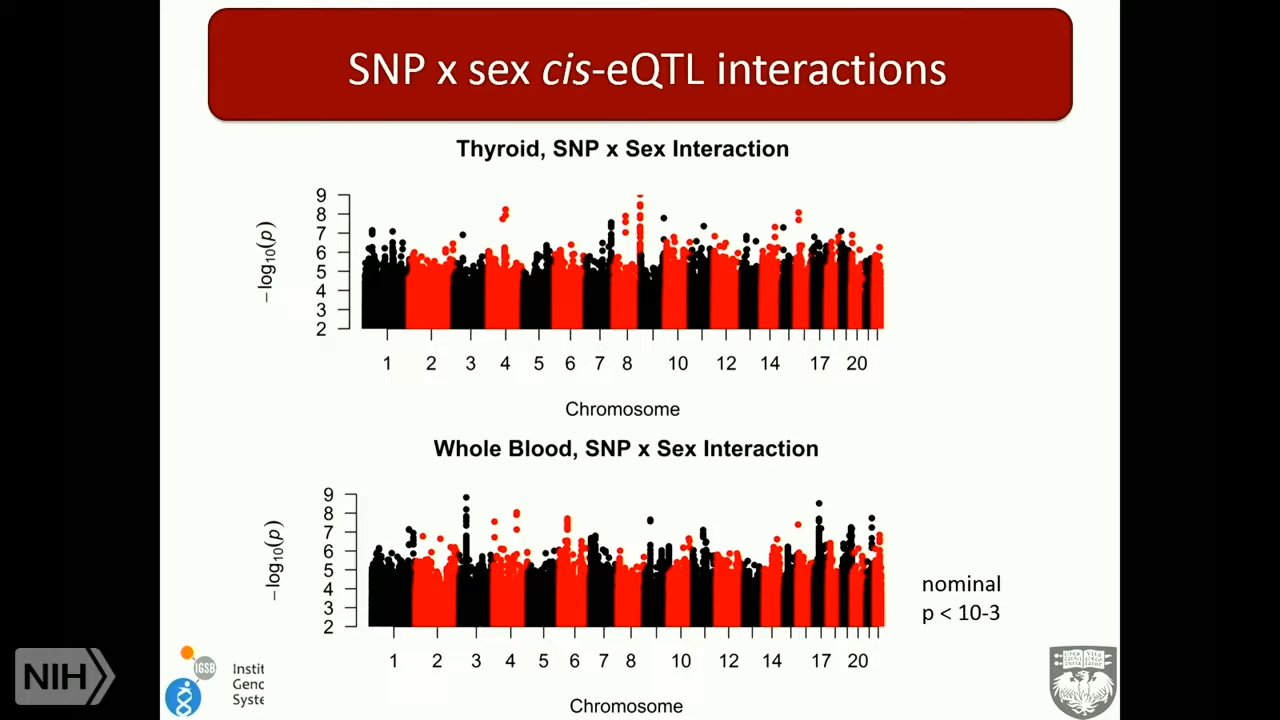 SNP x sex cis-eQTL interactions
Thyroid, SNP x Sex Interaction
9
8
7
6
5
4
3
2
−log10(p)
1 2 3 4 5 6 7 8 10 12 14 17 20
Chromosome
Whole Blood, SNP x Sex Interaction
9
8
7
6
5
4
3
2
−log10(p)
nominal
p < 10-3
1 2 3 4 5 6 7 8 10 12 14 17 20
Chromosome
NIH
IGSB
Instit
Genc
Syste